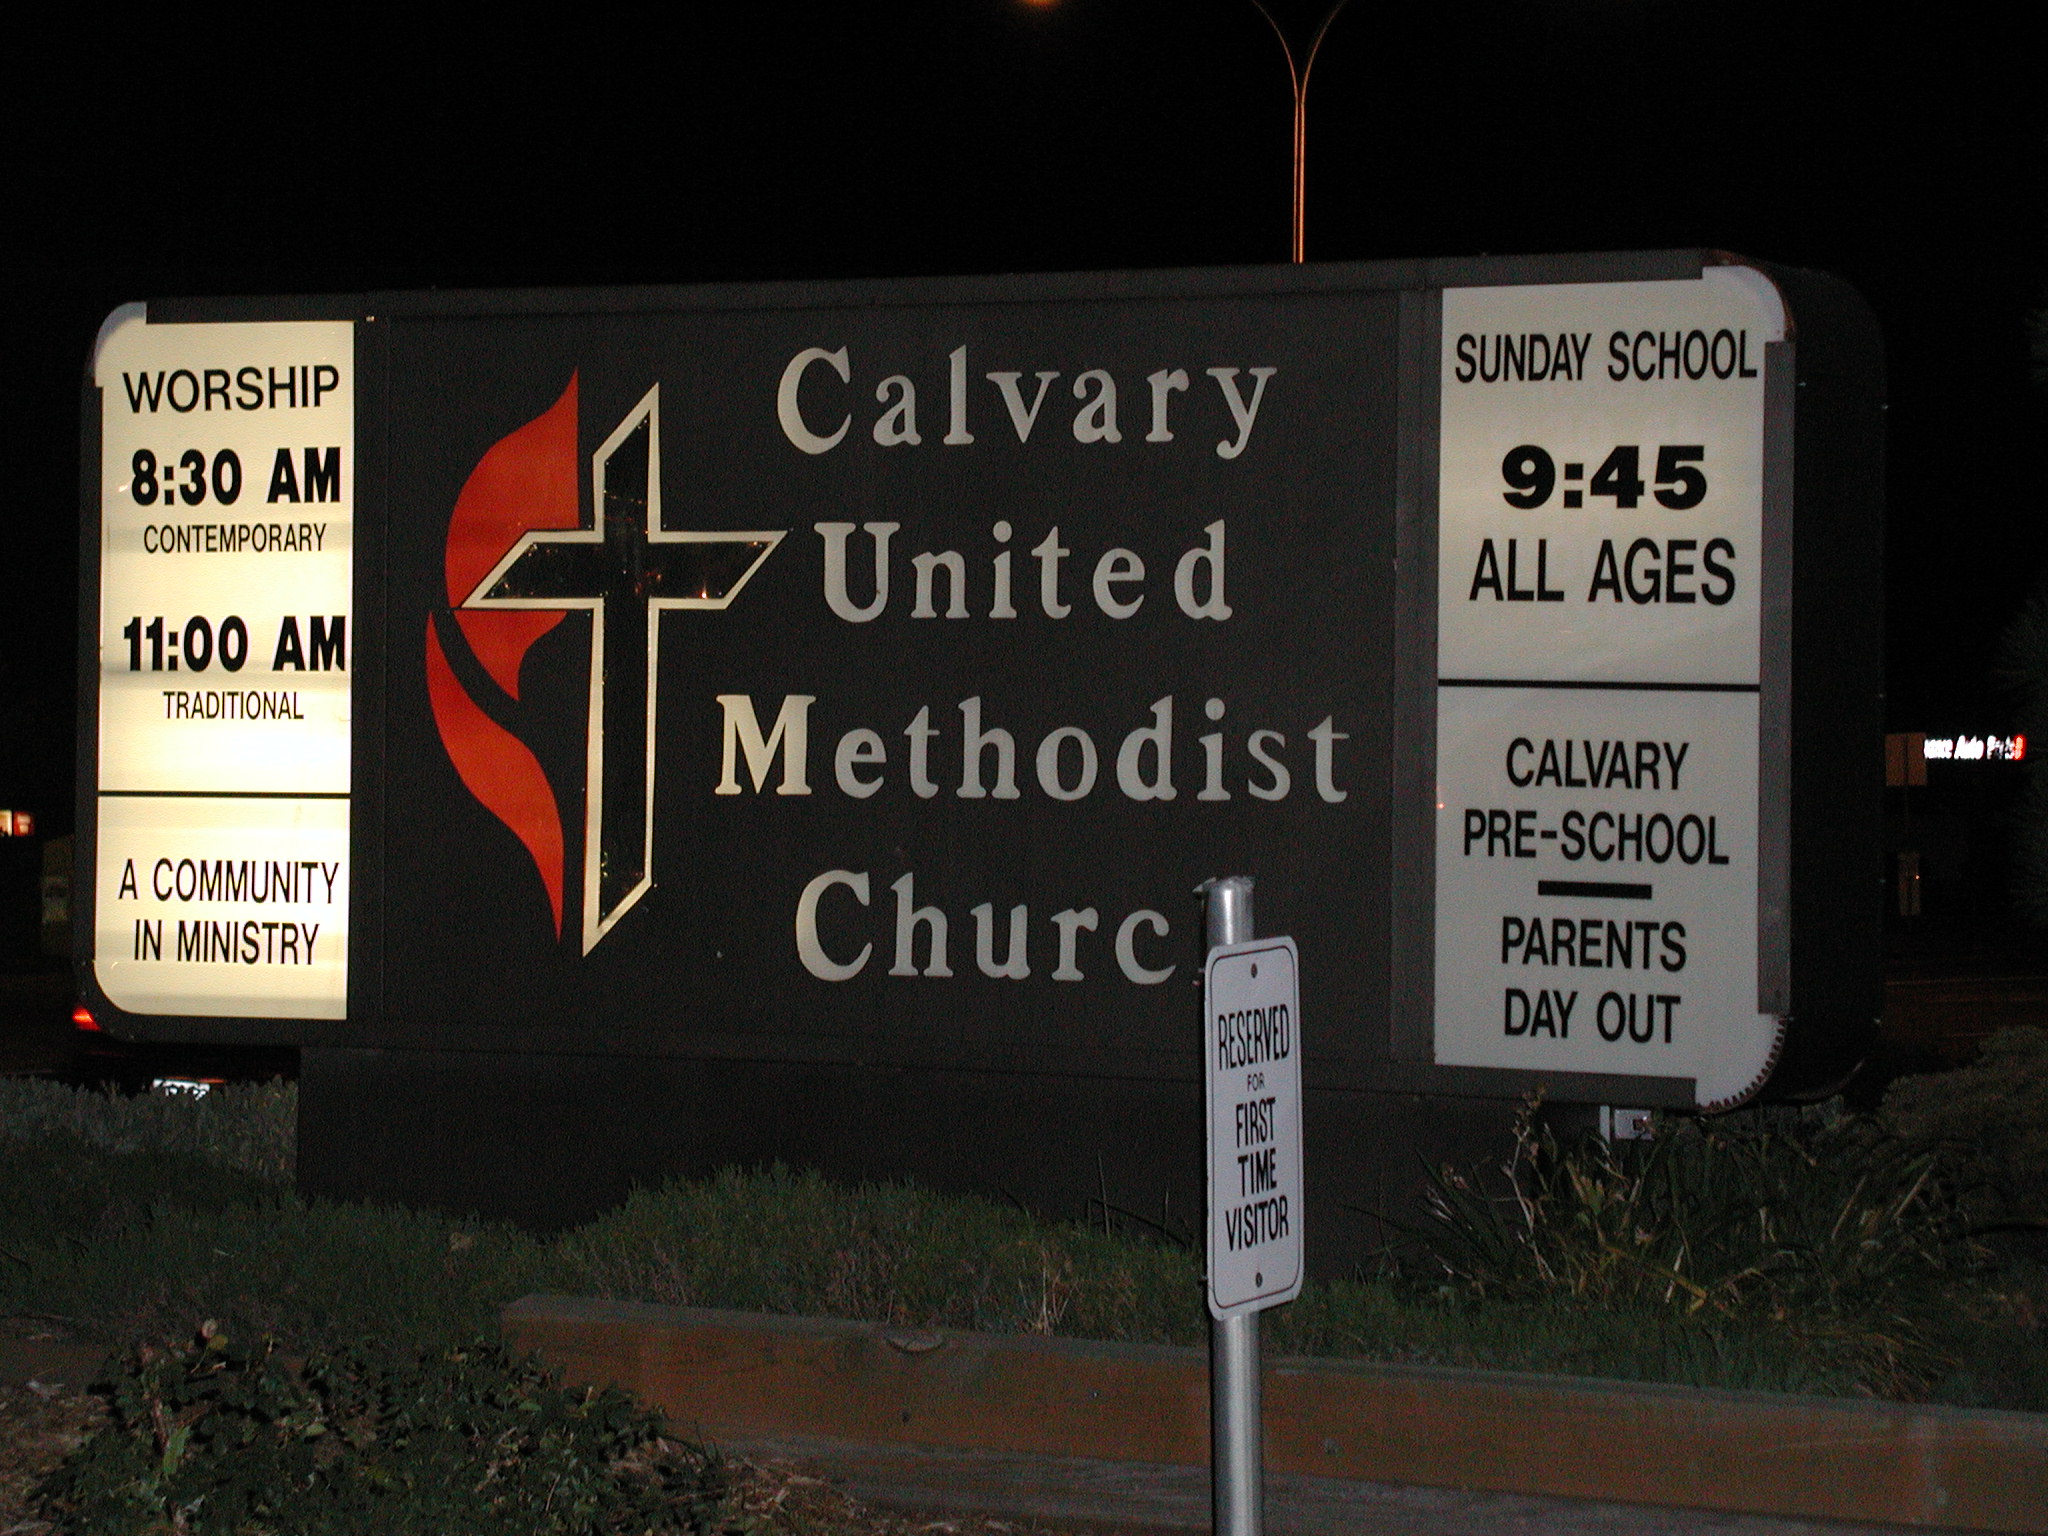 WORSHIP
8:30 AM
CONTEMPORARY
11:00 AM
TRADITIONAL
A COMMUNITY
IN MINISTRY
Calvary
United
Methodist
Churc
SUNDAY SCHOOL
9:45
ALL AGES
CALVARY
PRE-SCHOOL
PARENTS
DAY OUT
RESERVED
FOR
FIRST
TIME
VISITOR
Auto